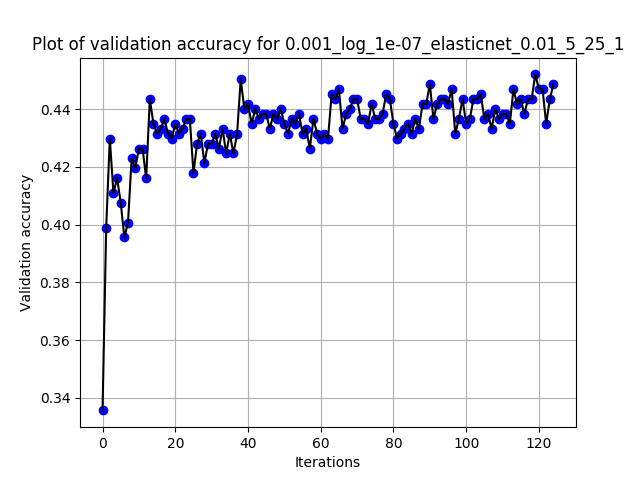 Plot of validation accuracy for 0.001_log_1e-07_elasticnet_0.01_5_25_1
0.44
0.42
0.40
0.38
0.36
0.34
Validation accuracy
0 20 40 60 80 100 120
Iterations